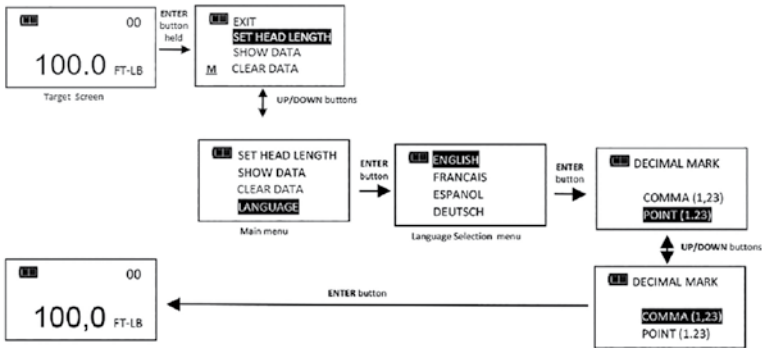 00
100.0 FT-LB
Target Screen
ENTER
button
held
EXIT
SET HEAD LENGTH
SHOW DATA
M CLEAR DATA
UP/DOWN buttons
SET HEAD LENGTH
SHOW DATA
CLEAR DATA
LANGUAGE
Main menu
ENTER
button
ENGLISH
FRANCAIS
ESPANOL
DEUTSCH
Language Selection menu
ENTER
button
DECIMAL MARK
COMMA (1,23)
POINT (1.23)
UP/DOWN buttons
DECIMAL MARK
COMMA (1,23)
POINT (1.23)
ENTER button
00
100,0 FT-LB